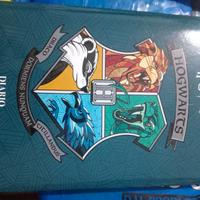 HOGWARTS
DRACO
DORMIENS NUNQUAM
TITILLANDUS
DIARIO